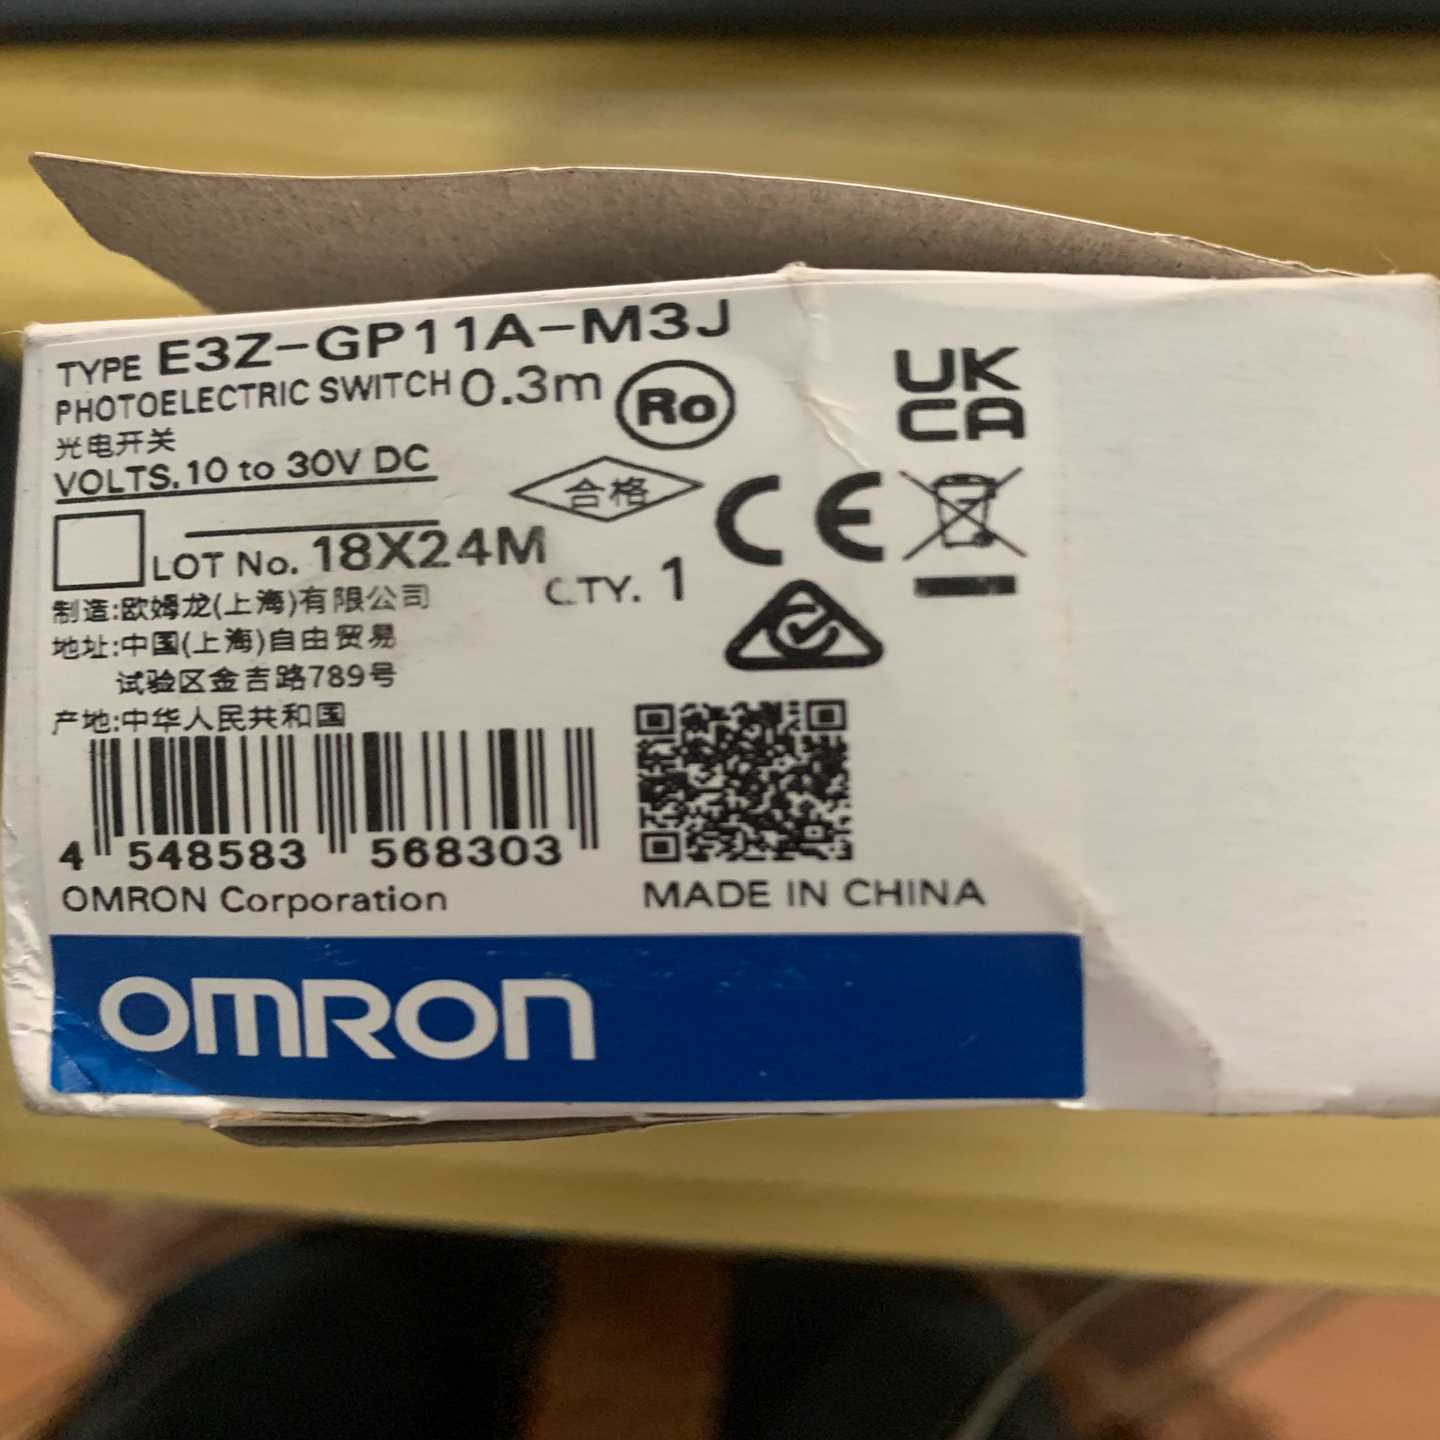 TYPE E3Z-GP11A-M3J
PHOTOELECTRIC SWITCH 0.3m
Ro
光电开关
VOLTS. 10 to 30V DC
合格
UK
CA
CE
LOT No. 18X24M
QTY. 1
制造:欧姆龙(上海)有限公司
地址:中国(上海)自由贸易
试验区金吉路789号
产地:中华人民共和国
4 548583 568303
OMRON Corporation
MADE IN CHINA
OMRON